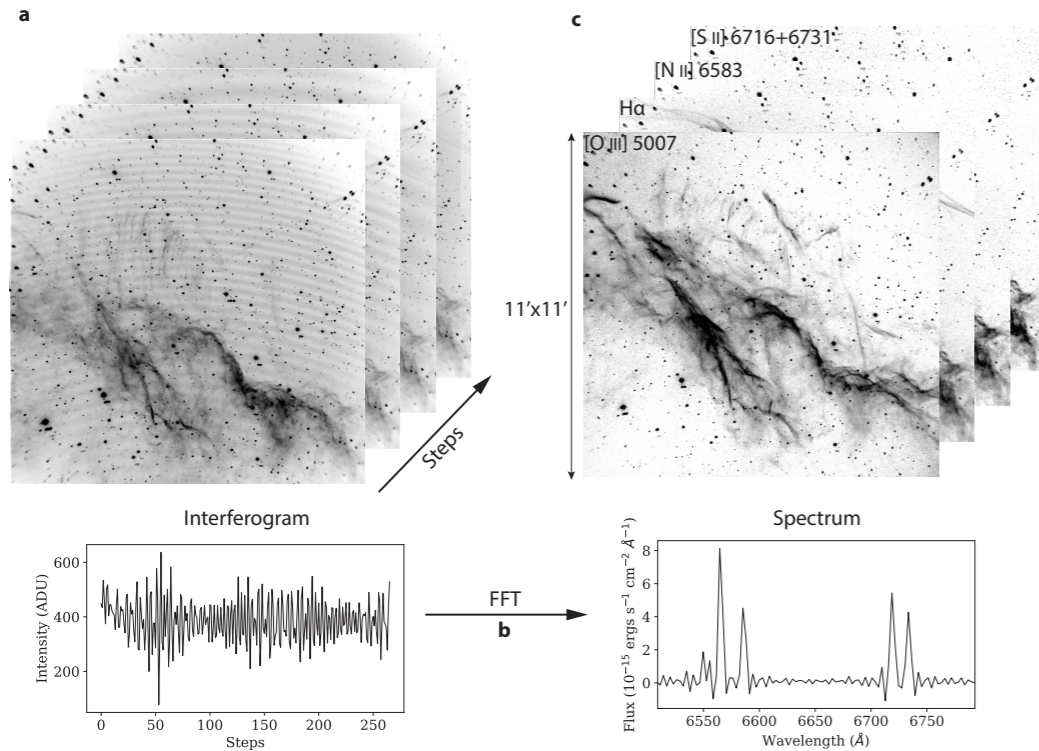 a
Steps
Interferogram
Intensity (ADU)
600
400
200
0
50
100
150
200
250
Steps
FFT
b
c
[S II] 6716+6731
[N II] 6583
Hα
[O III] 5007
11'x11'
Spectrum
Flux (10⁻¹⁵ ergs s⁻¹ cm⁻² Å⁻¹)
8
6
4
2
0
6550
6600
6650
6700
6750
Wavelength (Å)